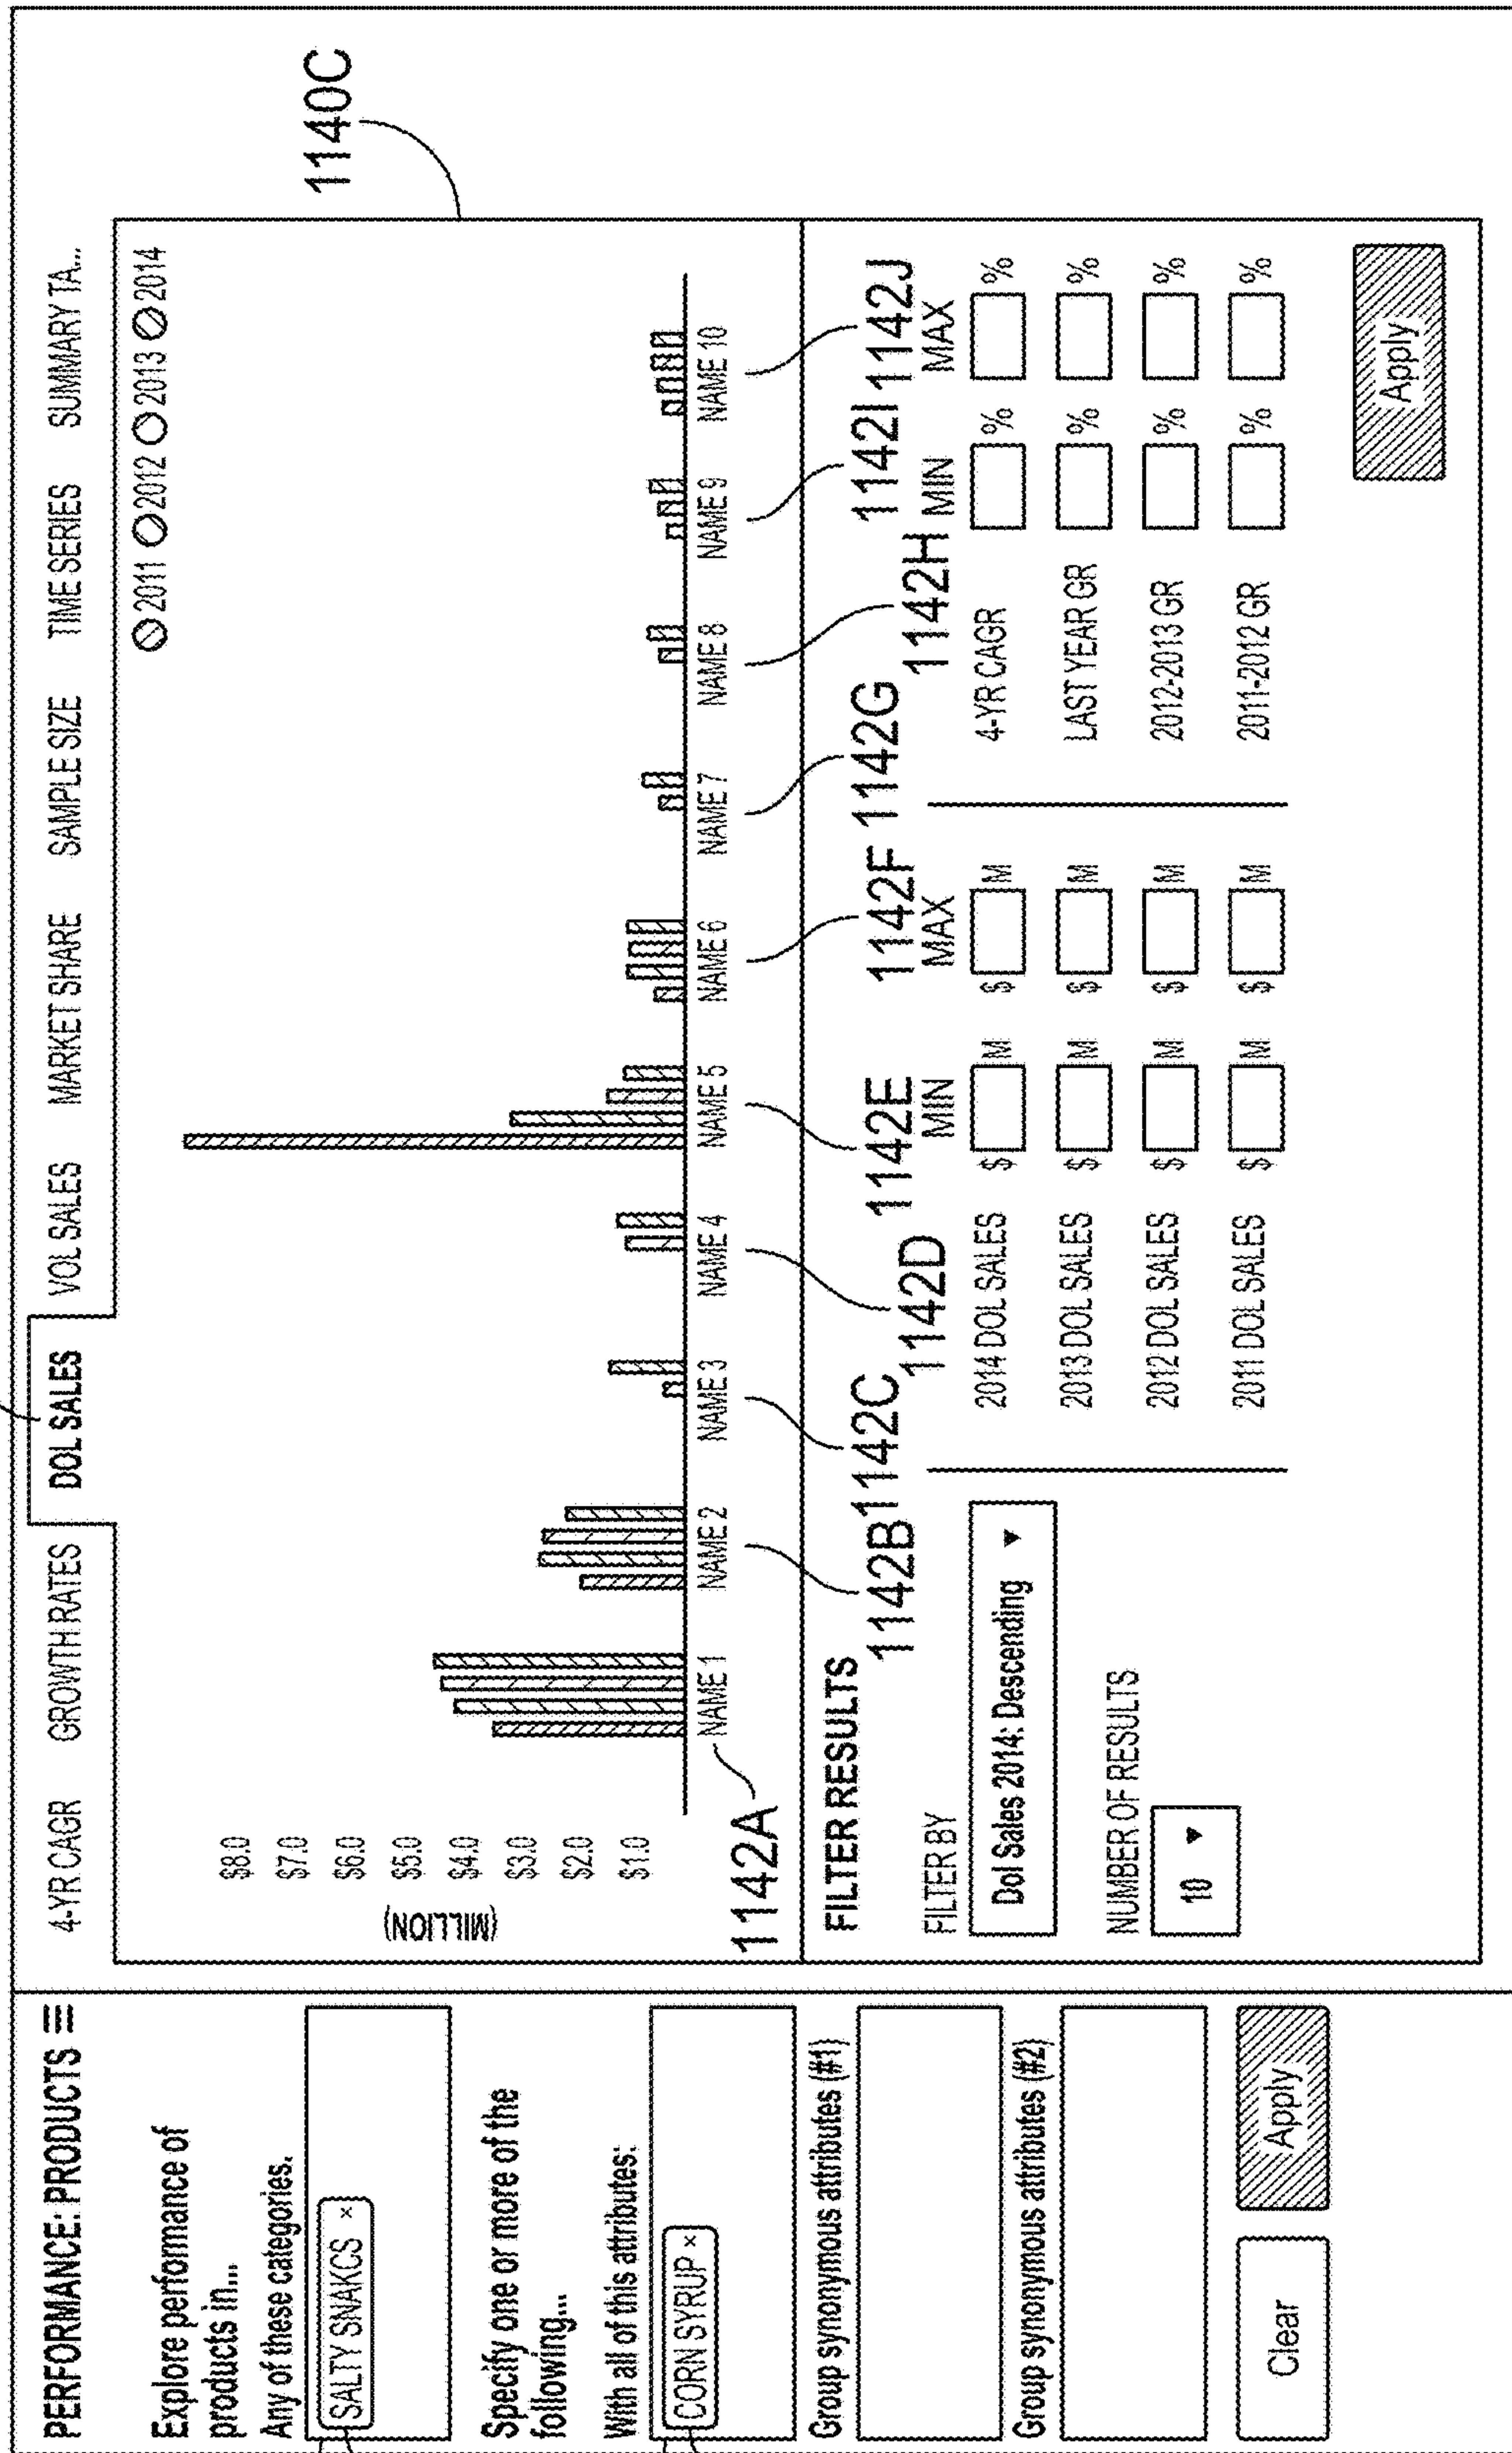 PERFORMANCE: PRODUCTS
Explore performance of
products in...
Any of these categories.
SALTY SNAKCS ×
Specify one or more of the
following...
With all of this attributes:
CORN SYRUP ×
Group synonymous attributes (#1)
Group synonymous attributes (#2)
Clear
Apply
4-YR CAGR GROWTH RATES DOL SALES VOL SALES MARKET SHARE SAMPLE SIZE TIME SERIES SUMMARY TA...
2011 2012 2013 2014
1140C
(MILLION)
$8.0
$7.0
$6.0
$5.0
$4.0
$3.0
$2.0
$1.0
NAME 1 NAME 2 NAME 3 NAME 4 NAME 5 NAME 6 NAME 7 NAME 8 NAME 9 NAME 10
1142A
1142B 1142C 1142D 1142E 1142F 1142G 1142H 1142I 1142J
FILTER RESULTS
FILTER BY
Dol Sales 2014: Descending ▼
NUMBER OF RESULTS
10 ▼
MIN MAX
2014 DOL SALES $ M $ M
2013 DOL SALES $ M $ M
2012 DOL SALES $ M $ M
2011 DOL SALES $ M $ M
MIN MAX
4-YR CAGR % %
LAST YEAR GR % %
2012-2013 GR % %
2011-2012 GR % %
Apply